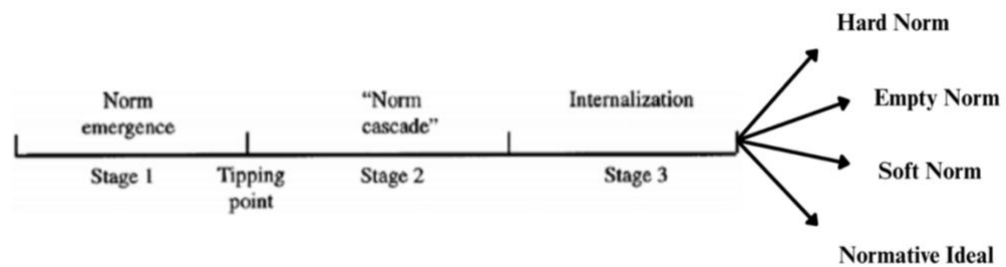 Hard Norm
Norm
emergence
“Norm
cascade”
Internalization
Empty Norm
Stage 1
Tipping
point
Stage 2
Stage 3
Soft Norm
Normative Ideal